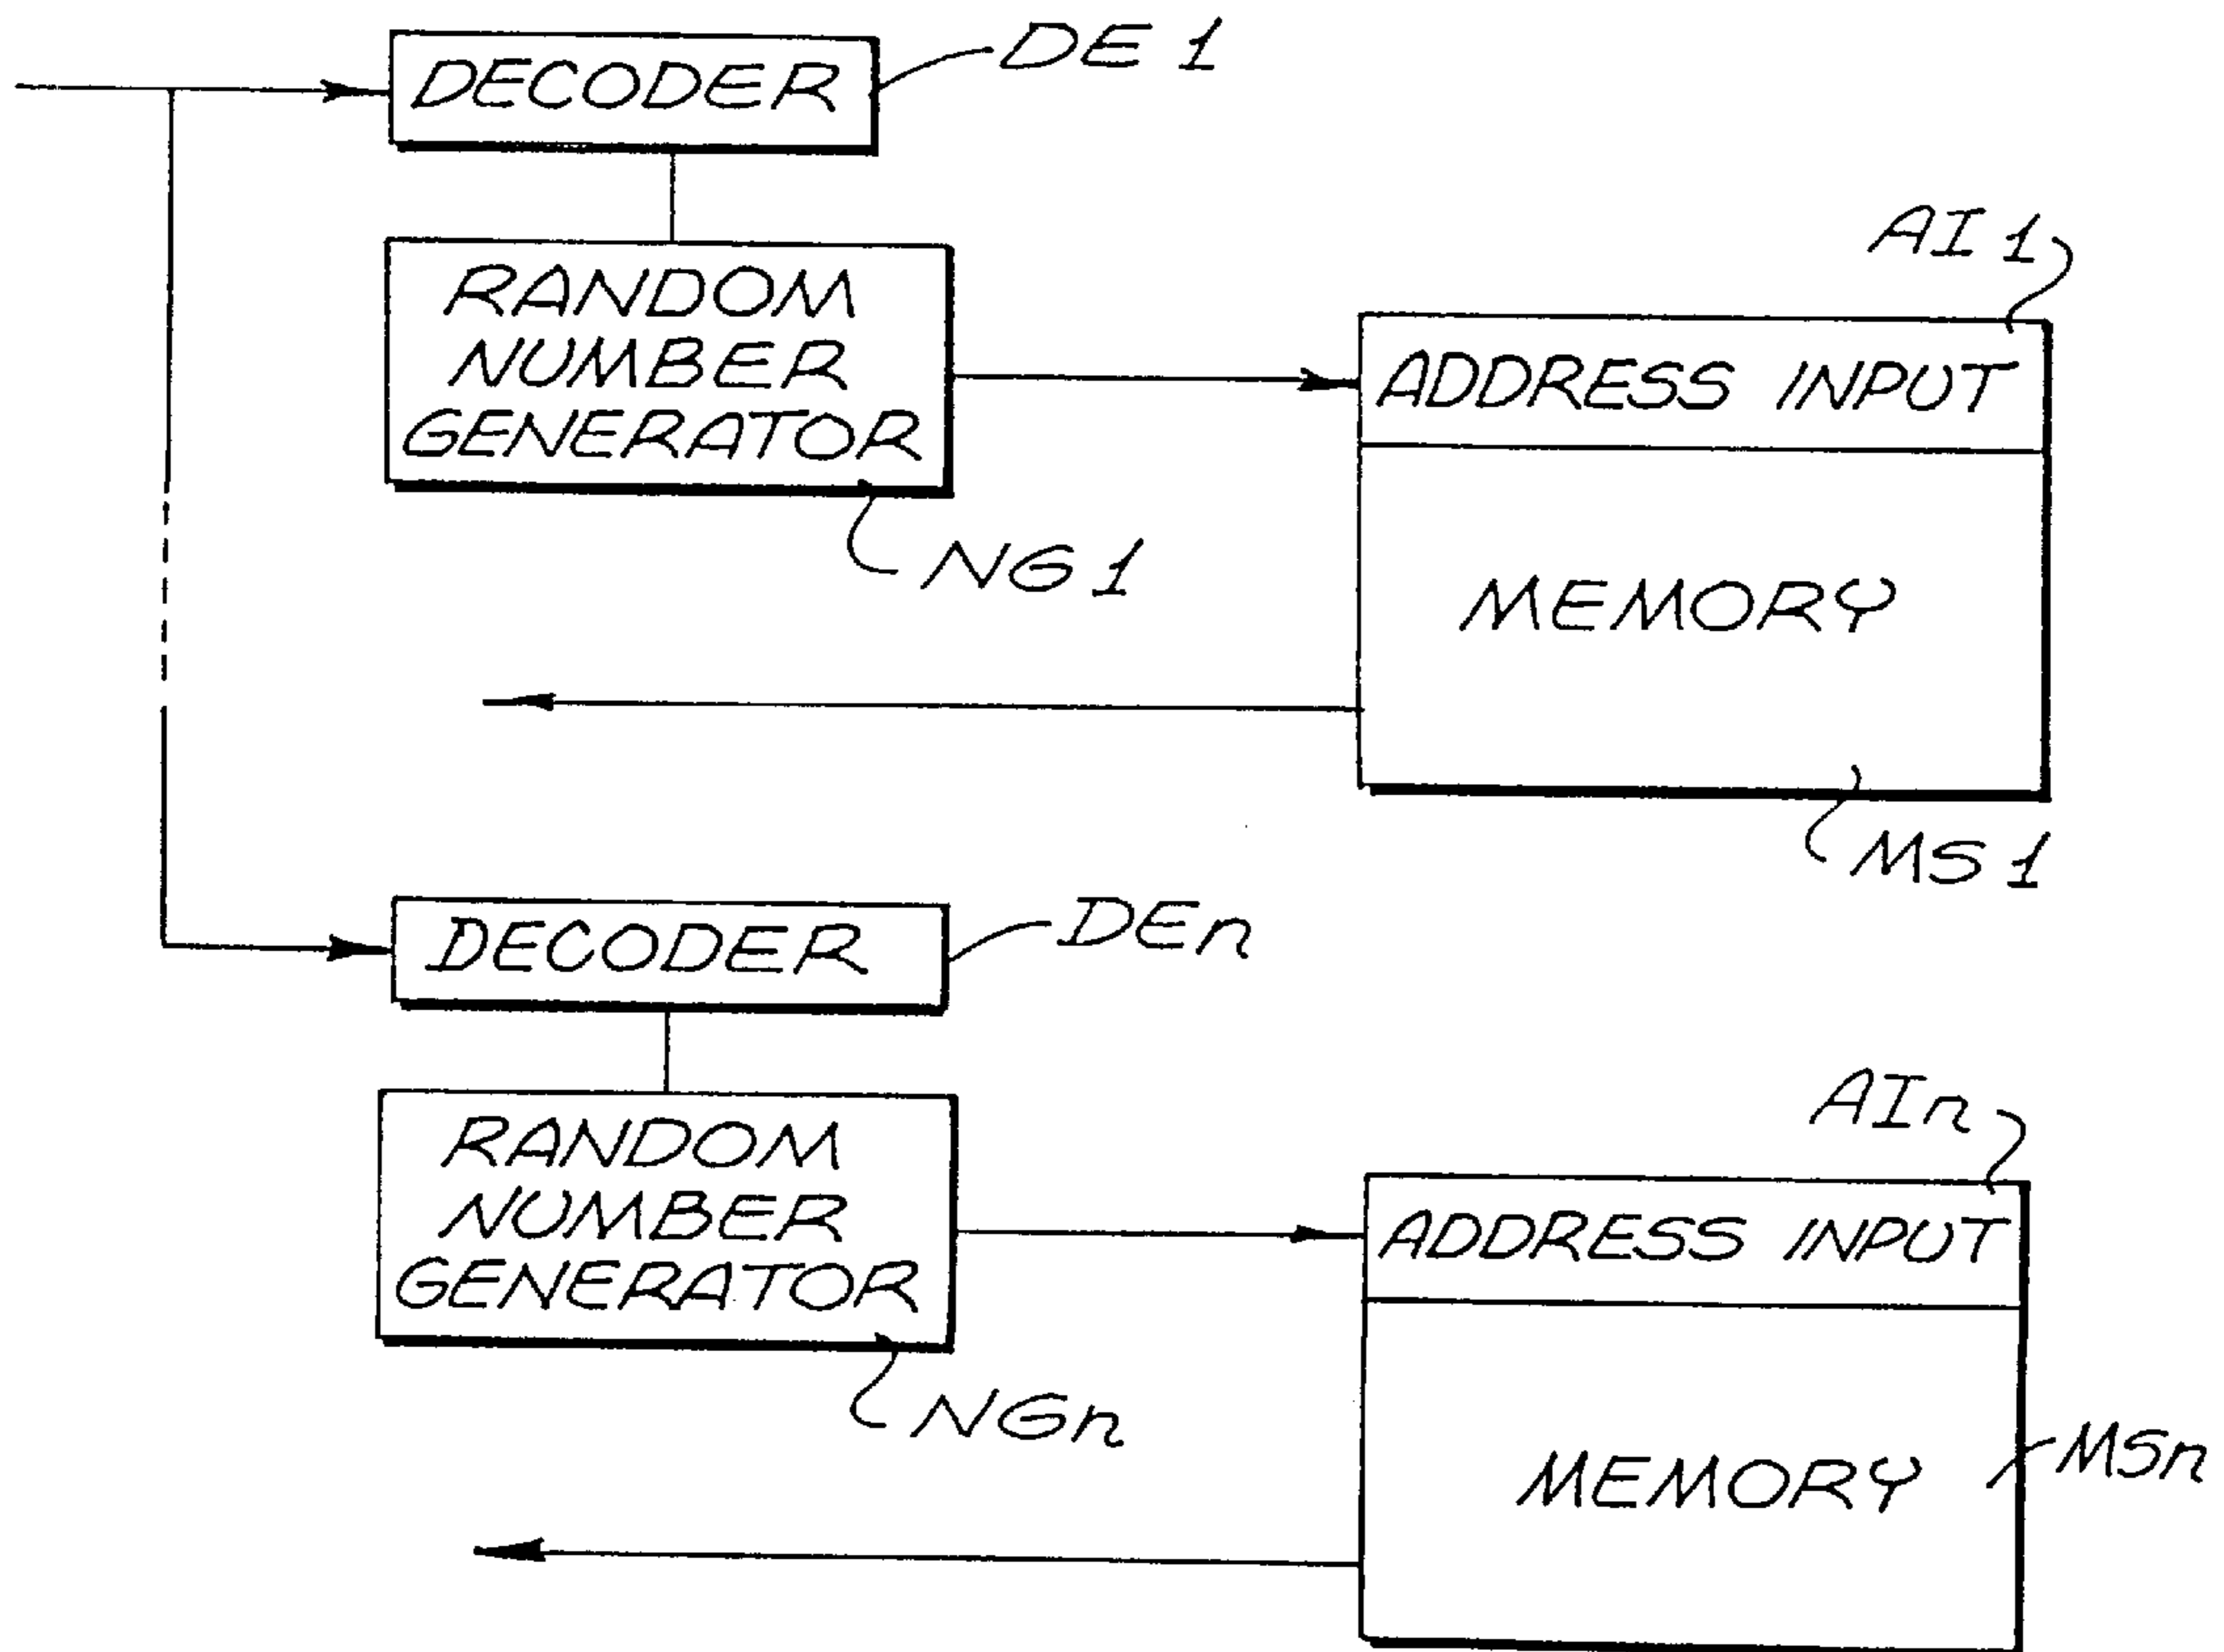 DECODER
DE 1
RANDOM
NUMBER
GENERATOR
NG 1
AI 1
ADDRESS INPUT
MEMORY
MS 1
DECODER
DEn
RANDOM
NUMBER
GENERATOR
NGn
AIn
ADDRESS INPUT
MEMORY
MSn